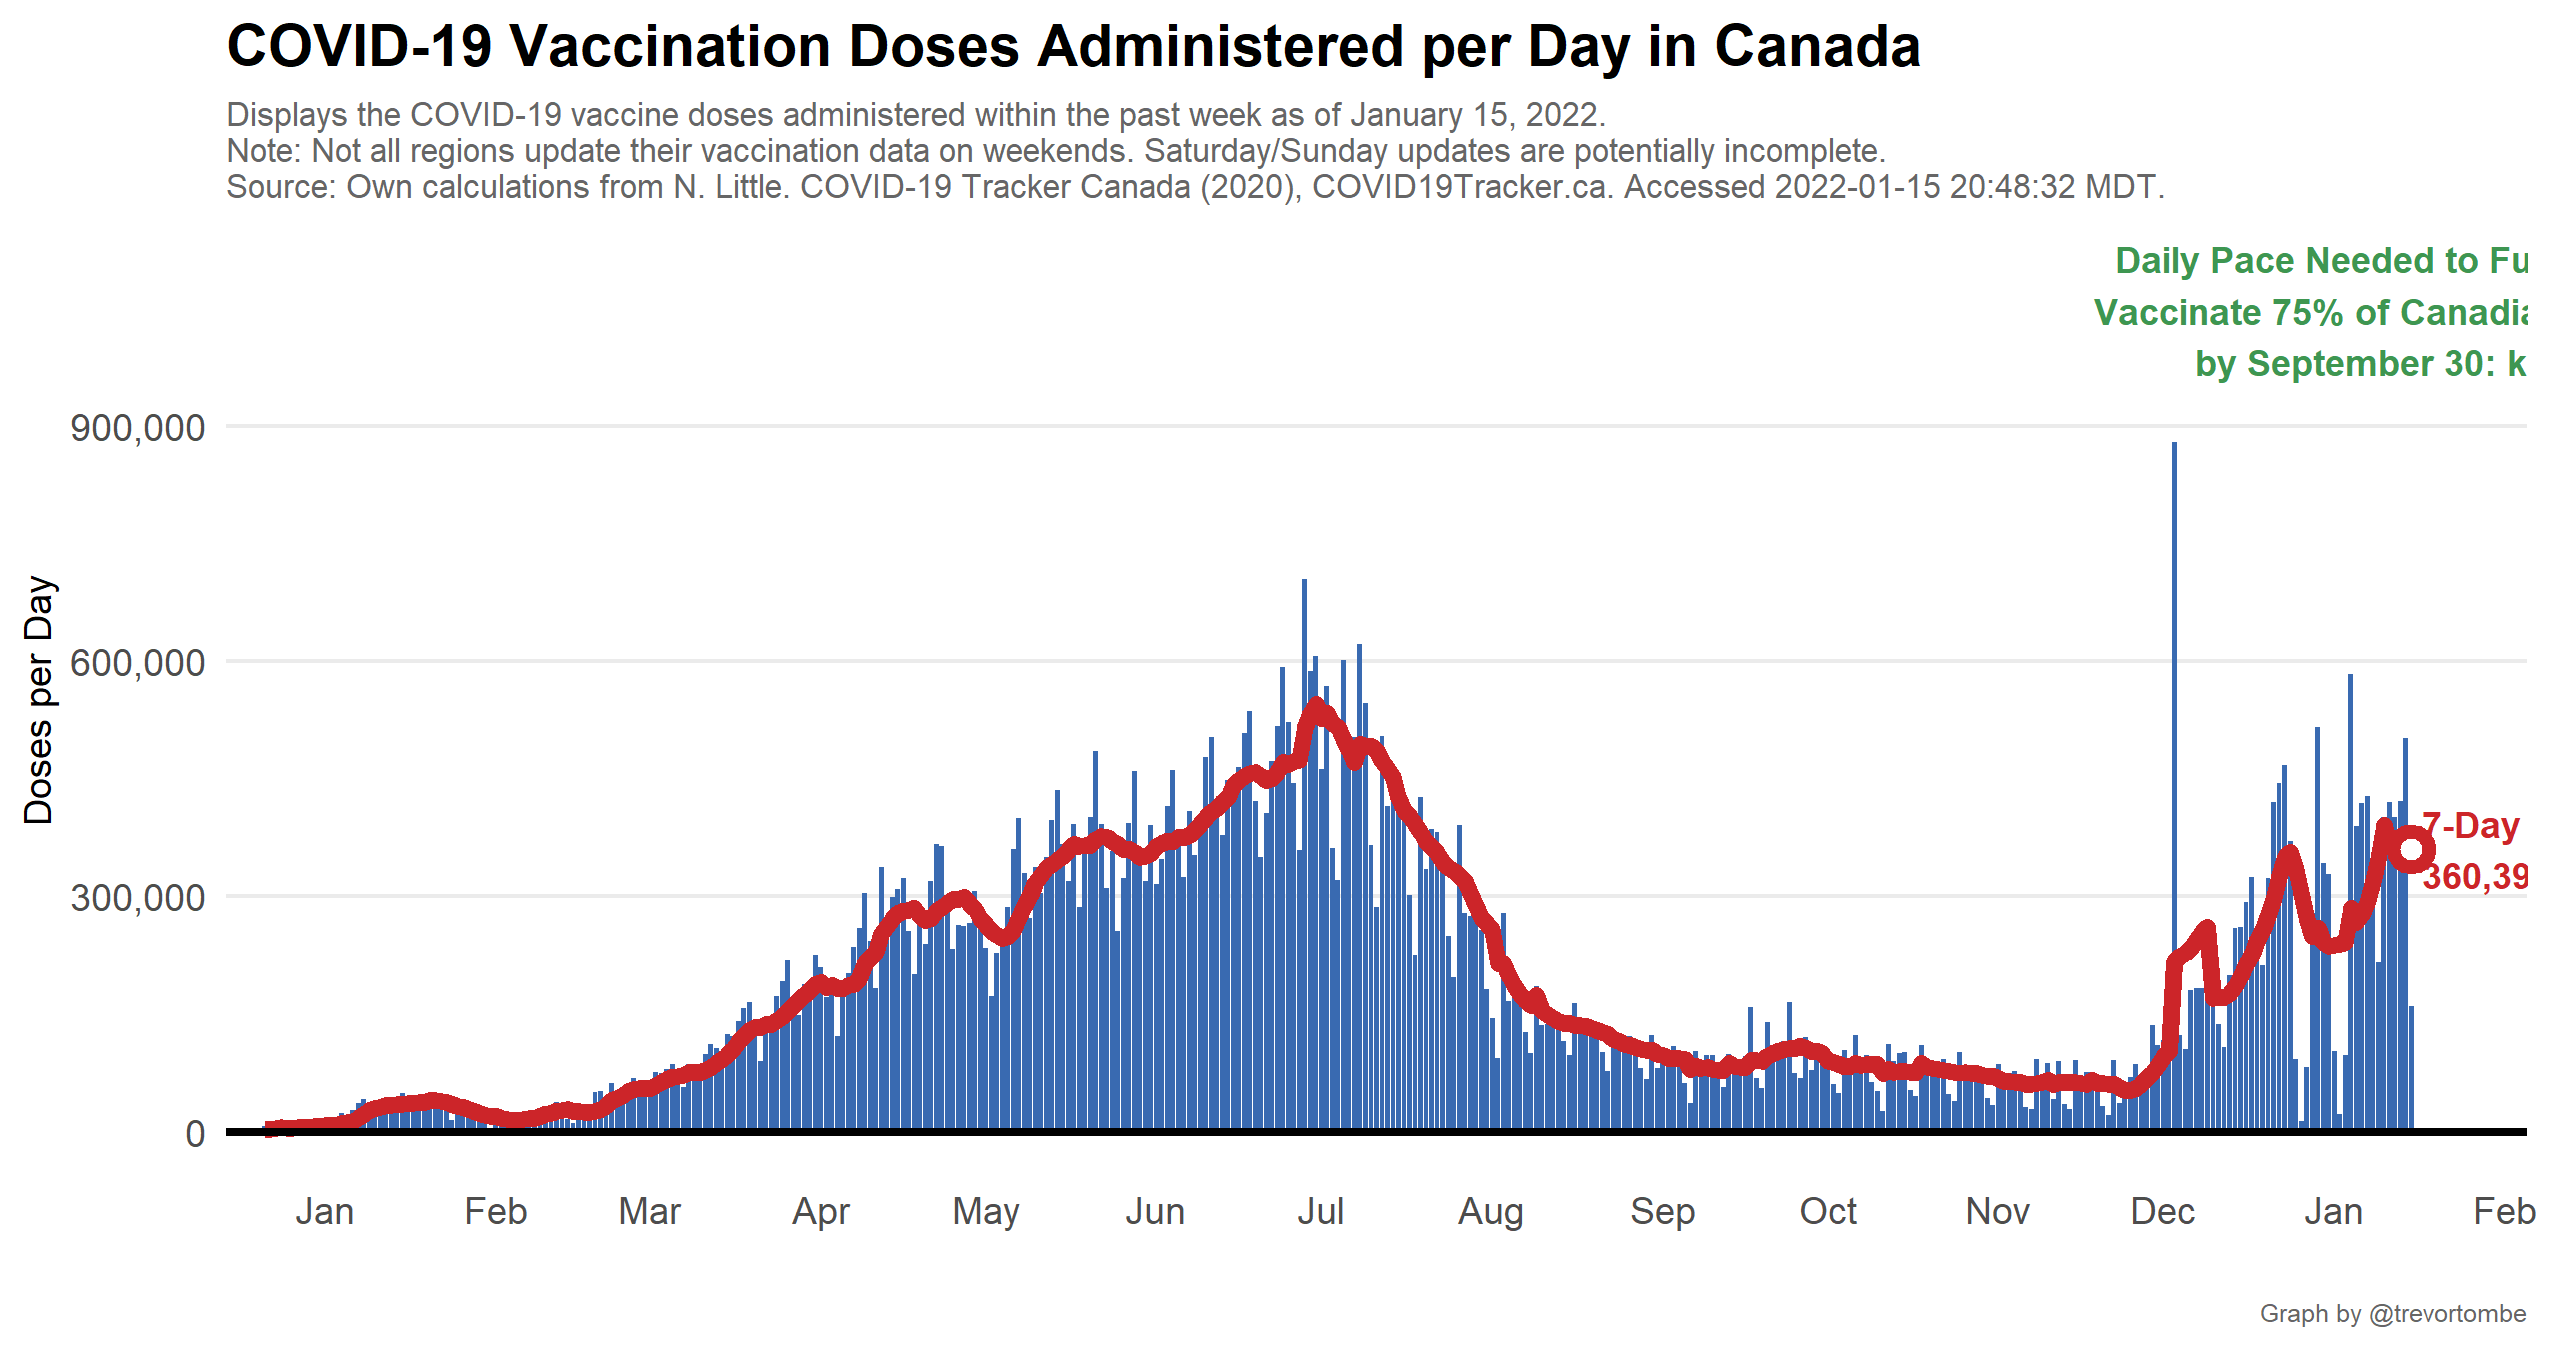 COVID-19 Vaccination Doses Administered per Day in Canada
Displays the COVID-19 vaccine doses administered within the past week as of January 15, 2022.
Note: Not all regions update their vaccination data on weekends. Saturday/Sunday updates are potentially incomplete.
Source: Own calculations from N. Little. COVID-19 Tracker Canada (2020), COVID19Tracker.ca. Accessed 2022-01-15 20:48:32 MDT.
Daily Pace Needed to Fu
Vaccinate 75% of Canadia
by September 30: k
900,000
600,000
300,000
0
Doses per Day
7-Day
360,39
Jan Feb Mar Apr May Jun Jul Aug Sep Oct Nov Dec Jan Feb
Graph by @trevortombe